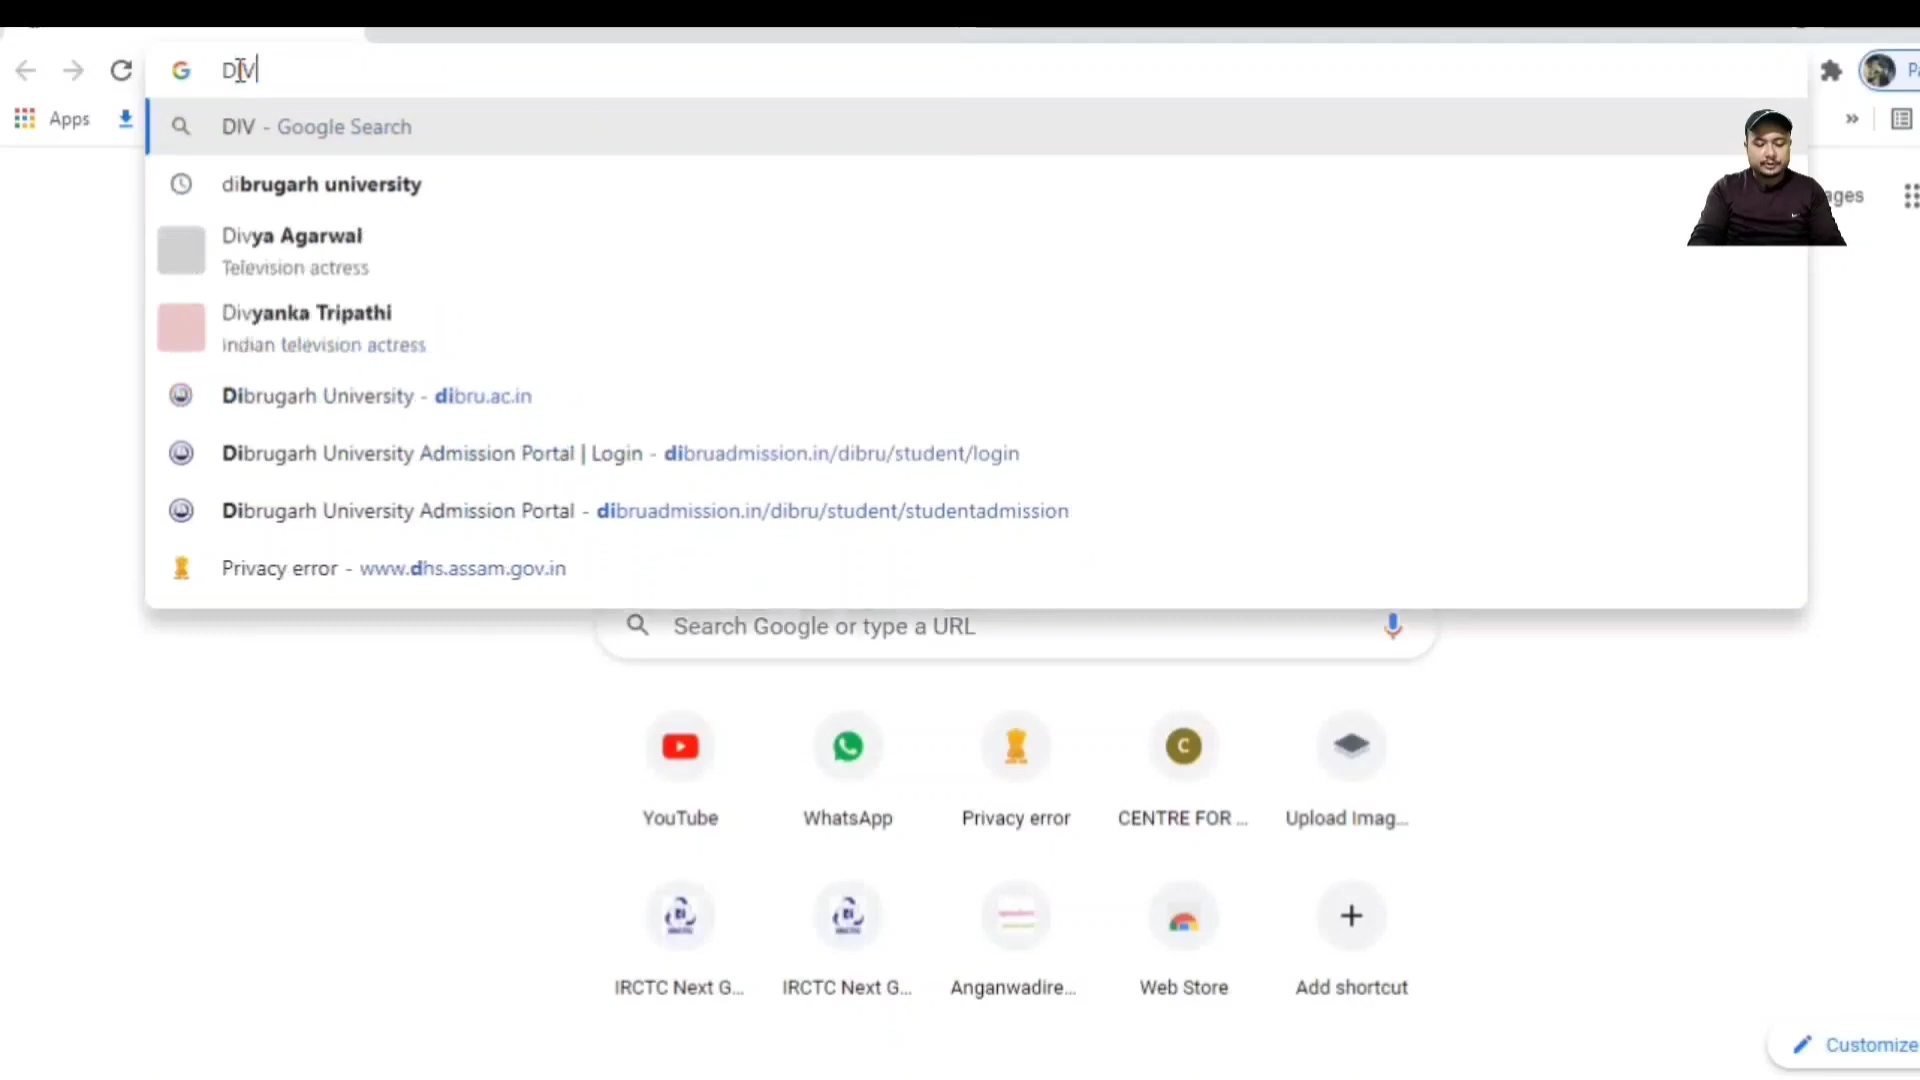 DIV
Apps
DIV - Google Search
dibrugarh university
Divya Agarwal
Television actress
Divyanka Tripathi
Indian television actress
Dibrugarh University - dibru.ac.in
Dibrugarh University Admission Portal | Login - dibruadmission.in/dibru/student/login
Dibrugarh University Admission Portal - dibruadmission.in/dibru/student/studentadmission
Privacy error - www.dhs.assam.gov.in
Search Google or type a URL
YouTube
WhatsApp
Privacy error
C
CENTRE FOR ...
Upload Imag...
IRCTC Next G...
IRCTC Next G...
Anganwadire...
Web Store
Add shortcut
Customize